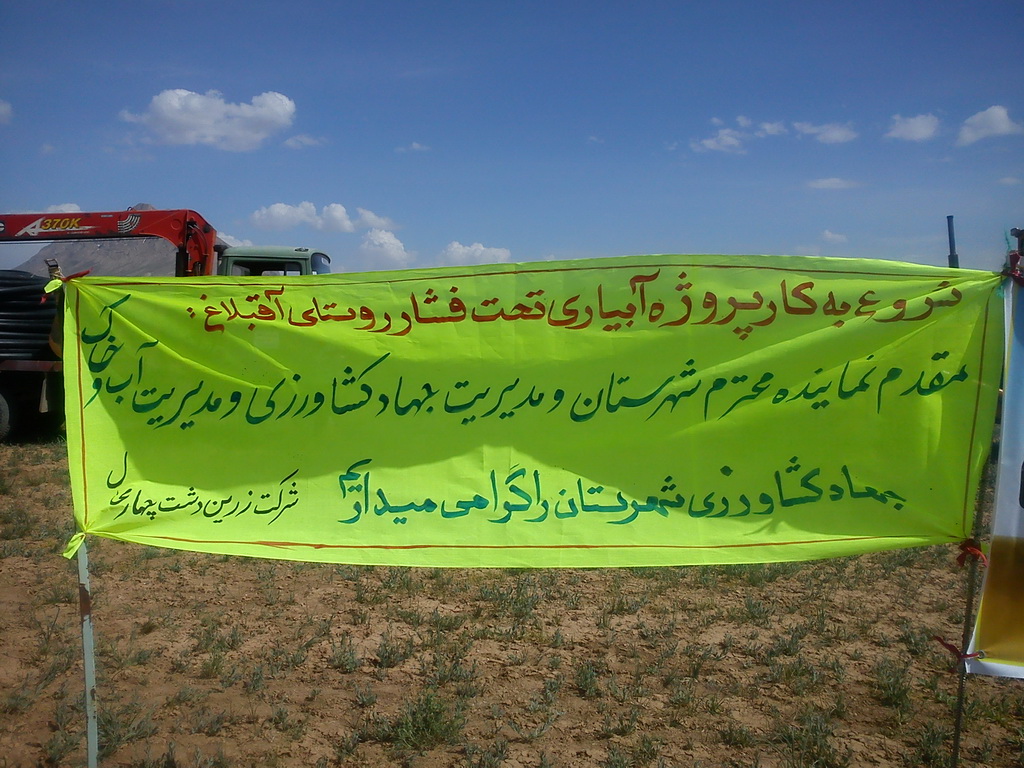 A370K
شروع به کار پروژه آبیاری تحت فشار روستای آقبلاغ :
مقدم نماینده محترم شهرستان و مدیریت جهاد کشاورزی و مدیریت آب و خاک
جهاد کشاورزی شهرستان را گرامی میداریم
شرکت زرین دشت چهارمحال